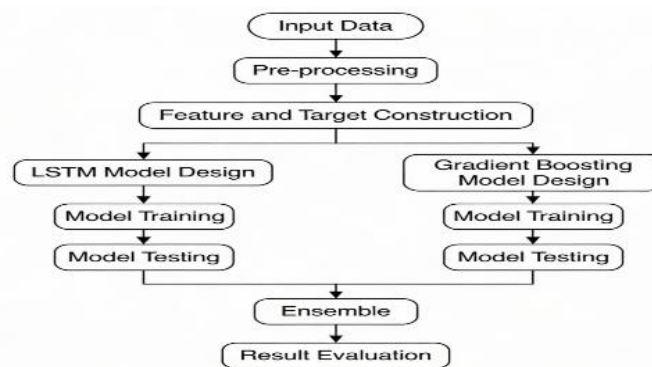 Input Data
Pre-processing
Feature and Target Construction
LSTM Model Design
Gradient Boosting
Model Design
Model Training
Model Training
Model Testing
Model Testing
Ensemble
Result Evaluation